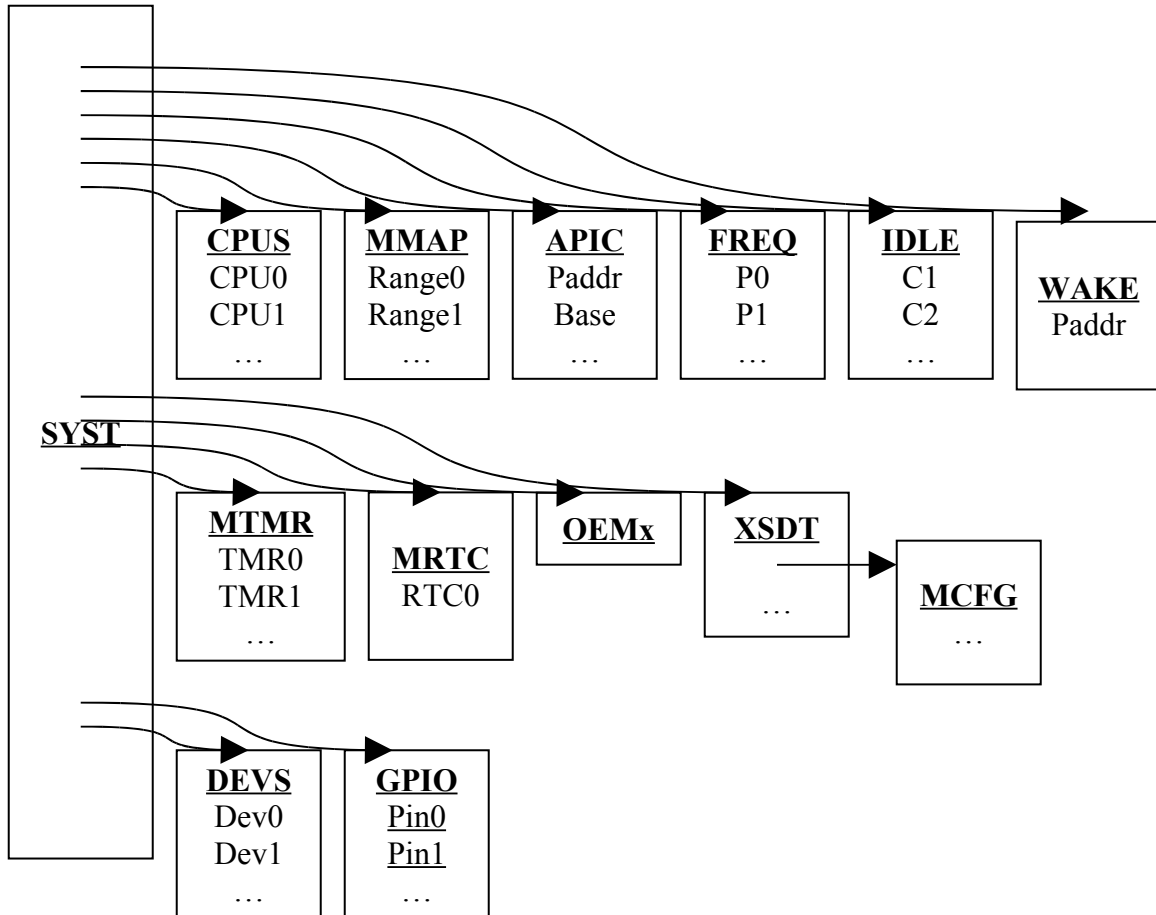 CPUS
CPU0
CPU1
…
MMAP
Range0
Range1
…
APIC
Paddr
Base
…
FREQ
P0
P1
…
IDLE
C1
C2
…
WAKE
Paddr
SYST
MTMR
TMR0
TMR1
…
MRTC
RTC0
OEMx
XSDT
…
MCFG
…
DEVS
Dev0
Dev1
…
GPIO
Pin0
Pin1
…